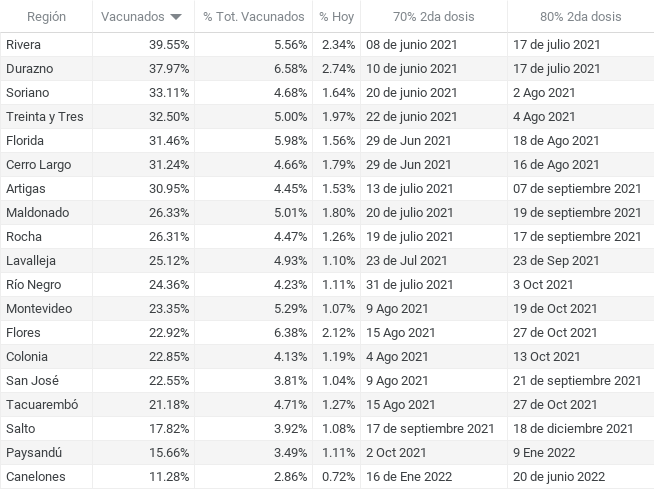 Región Vacunados % Tot. Vacunados % Hoy 70% 2da dosis 80% 2da dosis
Rivera 39.55% 5.56% 2.34% 08 de junio 2021 17 de julio 2021
Durazno 37.97% 6.58% 2.74% 10 de junio 2021 17 de julio 2021
Soriano 33.11% 4.68% 1.64% 20 de junio 2021 2 Ago 2021
Treinta y Tres 32.50% 5.00% 1.97% 22 de junio 2021 4 Ago 2021
Florida 31.46% 5.98% 1.56% 29 de Jun 2021 18 de Ago 2021
Cerro Largo 31.24% 4.66% 1.79% 29 de Jun 2021 16 de Ago 2021
Artigas 30.95% 4.45% 1.53% 13 de julio 2021 07 de septiembre 2021
Maldonado 26.33% 5.01% 1.80% 20 de julio 2021 19 de septiembre 2021
Rocha 26.31% 4.47% 1.26% 19 de julio 2021 17 de septiembre 2021
Lavalleja 25.12% 4.93% 1.10% 23 de Jul 2021 23 de Sep 2021
Río Negro 24.36% 4.23% 1.11% 31 de julio 2021 3 Oct 2021
Montevideo 23.35% 5.29% 1.07% 9 Ago 2021 19 de Oct 2021
Flores 22.92% 6.38% 2.12% 15 Ago 2021 27 de Oct 2021
Colonia 22.85% 4.13% 1.19% 4 Ago 2021 13 Oct 2021
San José 22.55% 3.81% 1.04% 9 Ago 2021 21 de septiembre 2021
Tacuarembó 21.18% 4.71% 1.27% 15 Ago 2021 27 de Oct 2021
Salto 17.82% 3.92% 1.08% 17 de septiembre 2021 18 de diciembre 2021
Paysandú 15.66% 3.49% 1.11% 2 Oct 2021 9 Ene 2022
Canelones 11.28% 2.86% 0.72% 16 de Ene 2022 20 de junio 2022